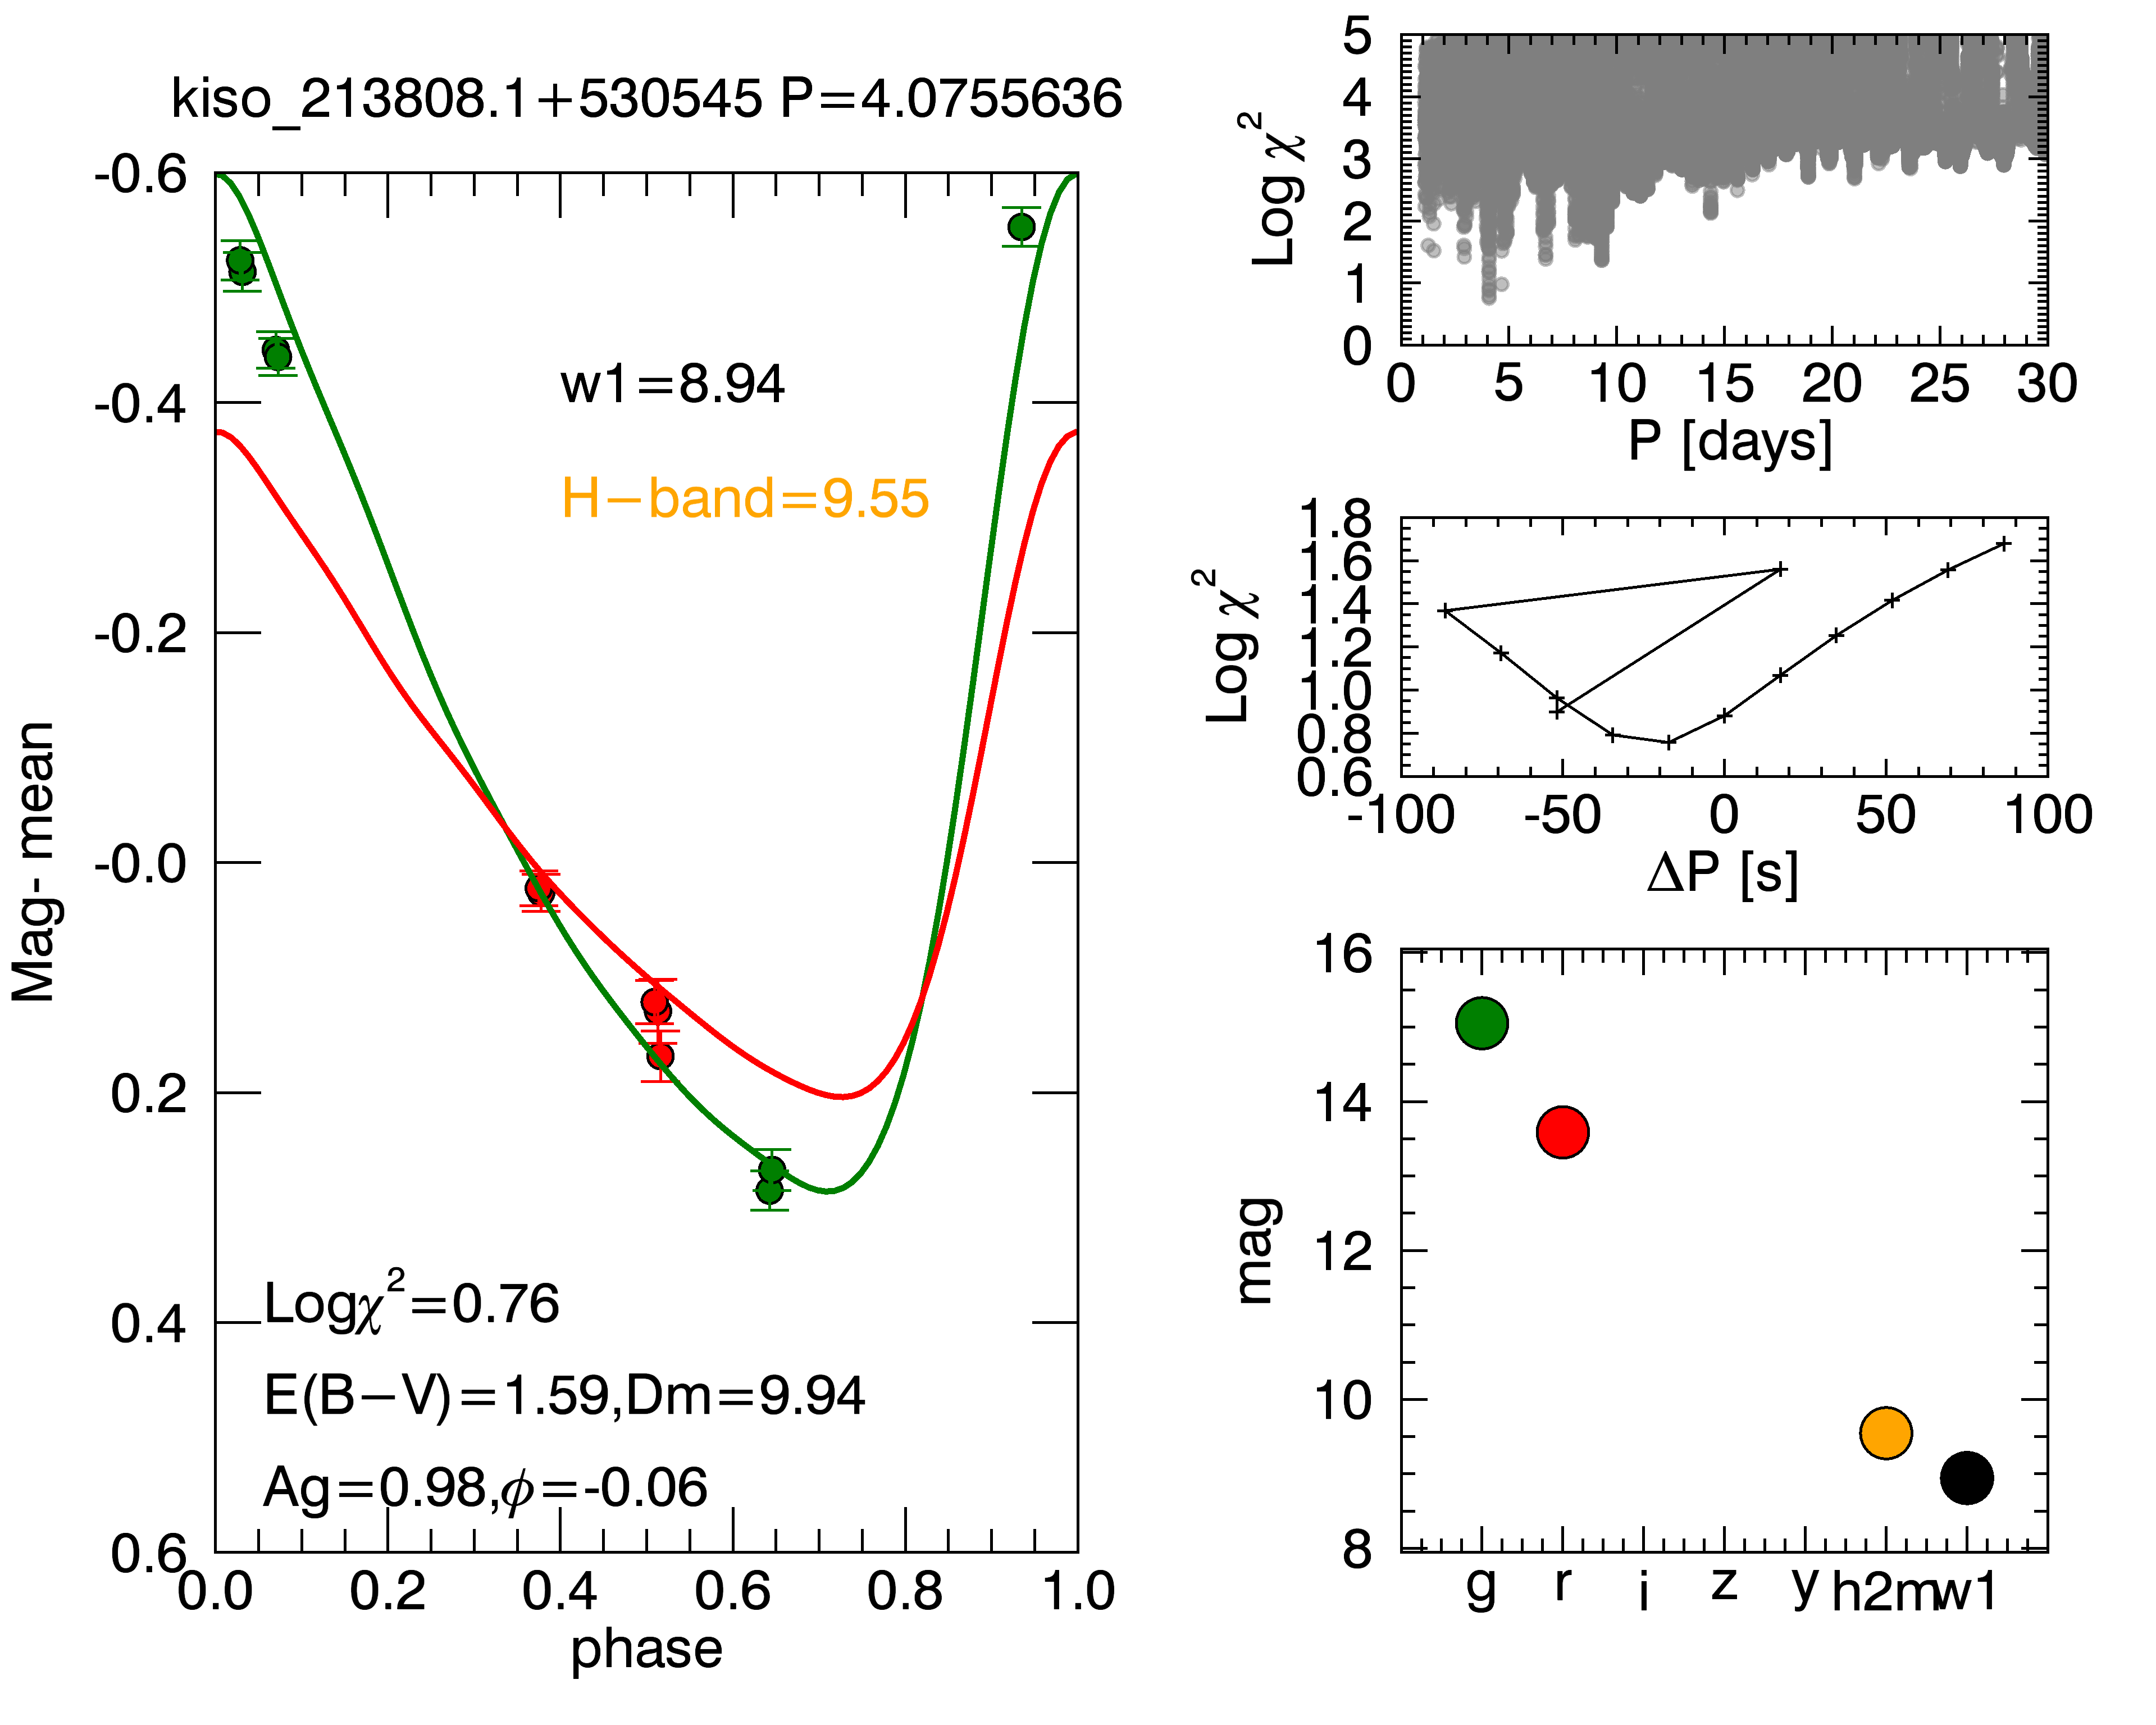 kiso_213808.1+530545 P=4.0755636
-0.6
-0.4
-0.2
-0.0
0.2
0.4
0.6
Mag- mean
w1=8.94
H-band=9.55
Logχ²=0.76
E(B-V)=1.59,Dm=9.94
Ag=0.98,ϕ=-0.06
0.0 0.2 0.4 0.6 0.8 1.0
phase
5
4
3
2
1
0
Log χ²
0 5 10 15 20 25 30
P [days]
1.8
1.6
1.4
1.2
1.0
0.8
0.6
Log χ²
-100 -50 0 50 100
ΔP [s]
16
14
12
10
8
mag
g r i z y h2m w1